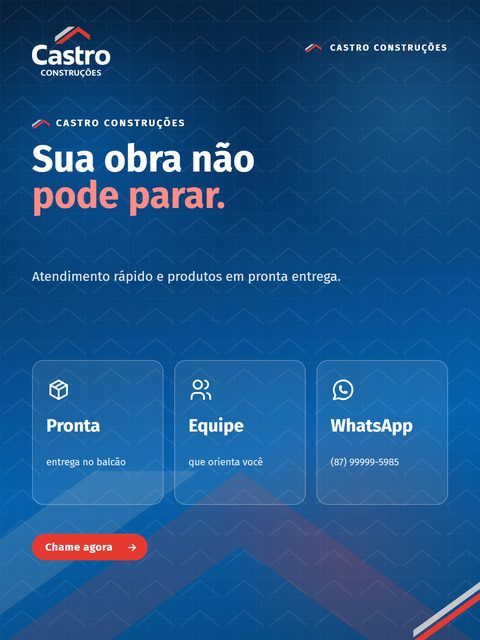 Castro
CONSTRUÇÕES
CASTRO CONSTRUÇÕES
CASTRO CONSTRUÇÕES
Sua obra não
pode parar.
Atendimento rápido e produtos em pronta entrega.
Pronta
entrega no balcão
Equipe
que orienta você
WhatsApp
(87) 99999-5985
Chame agora →